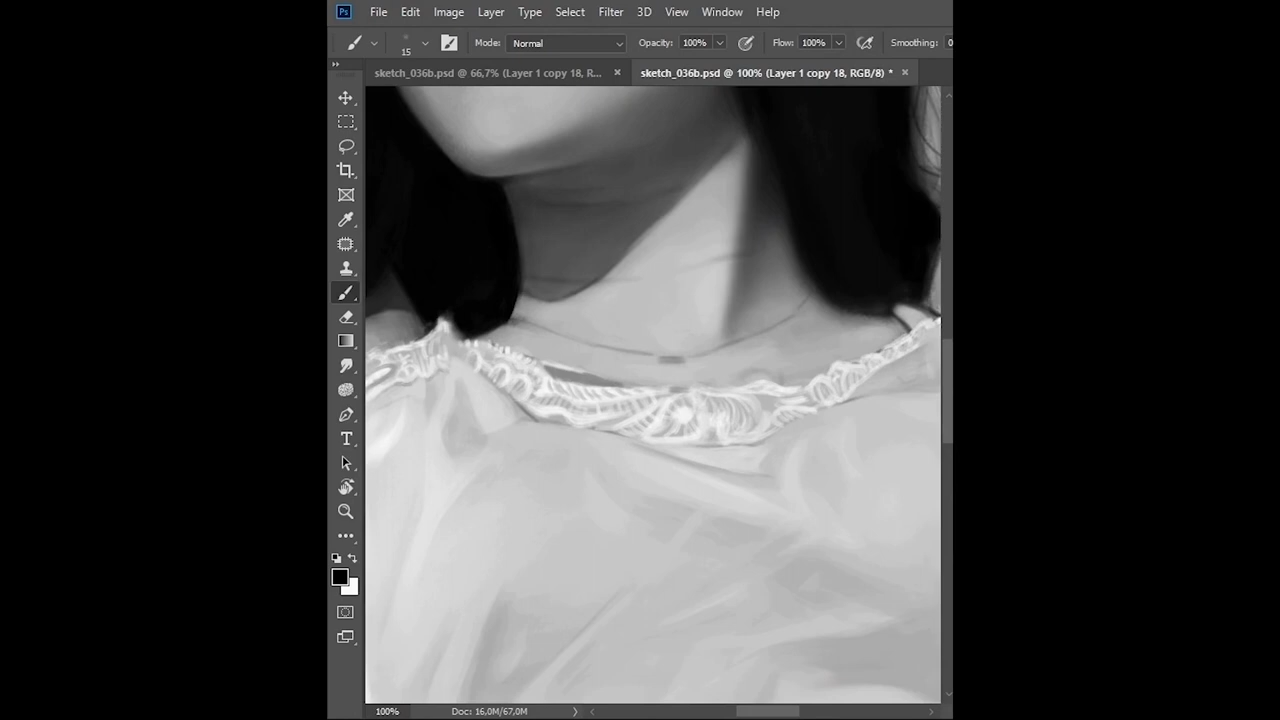 Ps File Edit Image Layer Type Select Filter 3D View Window Help
15 Mode: Normal Opacity: 100% Flow: 100% Smoothing: 0
sketch_036b.psd @ 66,7% (Layer 1 copy 18, R... × sketch_036b.psd @ 100% (Layer 1 copy 18, RGB/8) * ×
T
100% Doc: 16,0M/67,0M